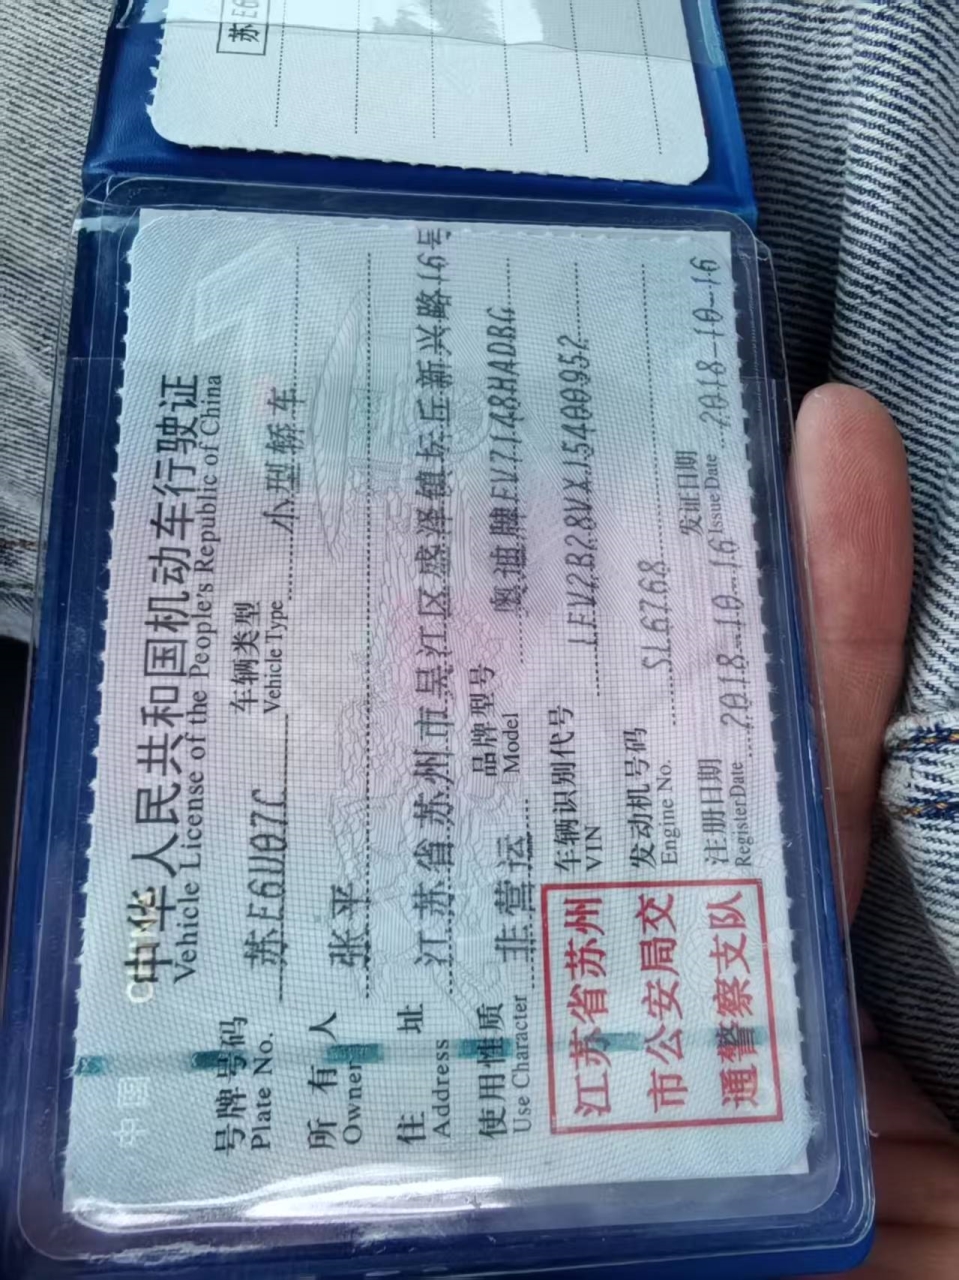 苏E6
中国 CHINA
中华人民共和国机动车行驶证
Vehicle License of the People's Republic of China
号牌号码 苏E6U07C 车辆类型 小型轿车
Plate No. Vehicle Type
所有人 张平
Owner
住址 江苏省苏州市吴江区盛泽镇坛丘新兴路16号
Address
使用性质 非营运 品牌型号 奥迪牌FV7148HADBG
Use Character Model
江苏省苏州
市公安局交
通警察支队
车辆识别代号 LFV2B28VX15409952
VIN
发动机号码 SL6768
Engine No.
注册日期 2018-10-16 发证日期 2018-10-16
RegisterDate IssueDate